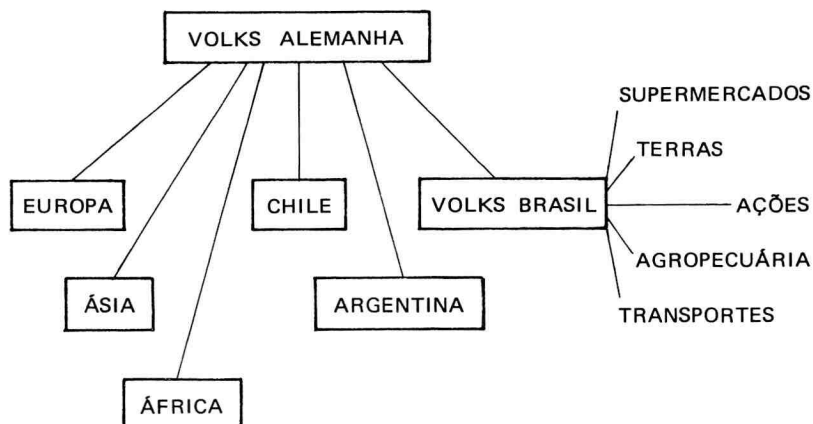 VOLKS ALEMANHA
SUPERMERCADOS
TERRAS
EUROPA
CHILE
VOLKS BRASIL
AÇÕES
AGROPECUÁRIA
ÁSIA
ARGENTINA
TRANSPORTES
ÁFRICA